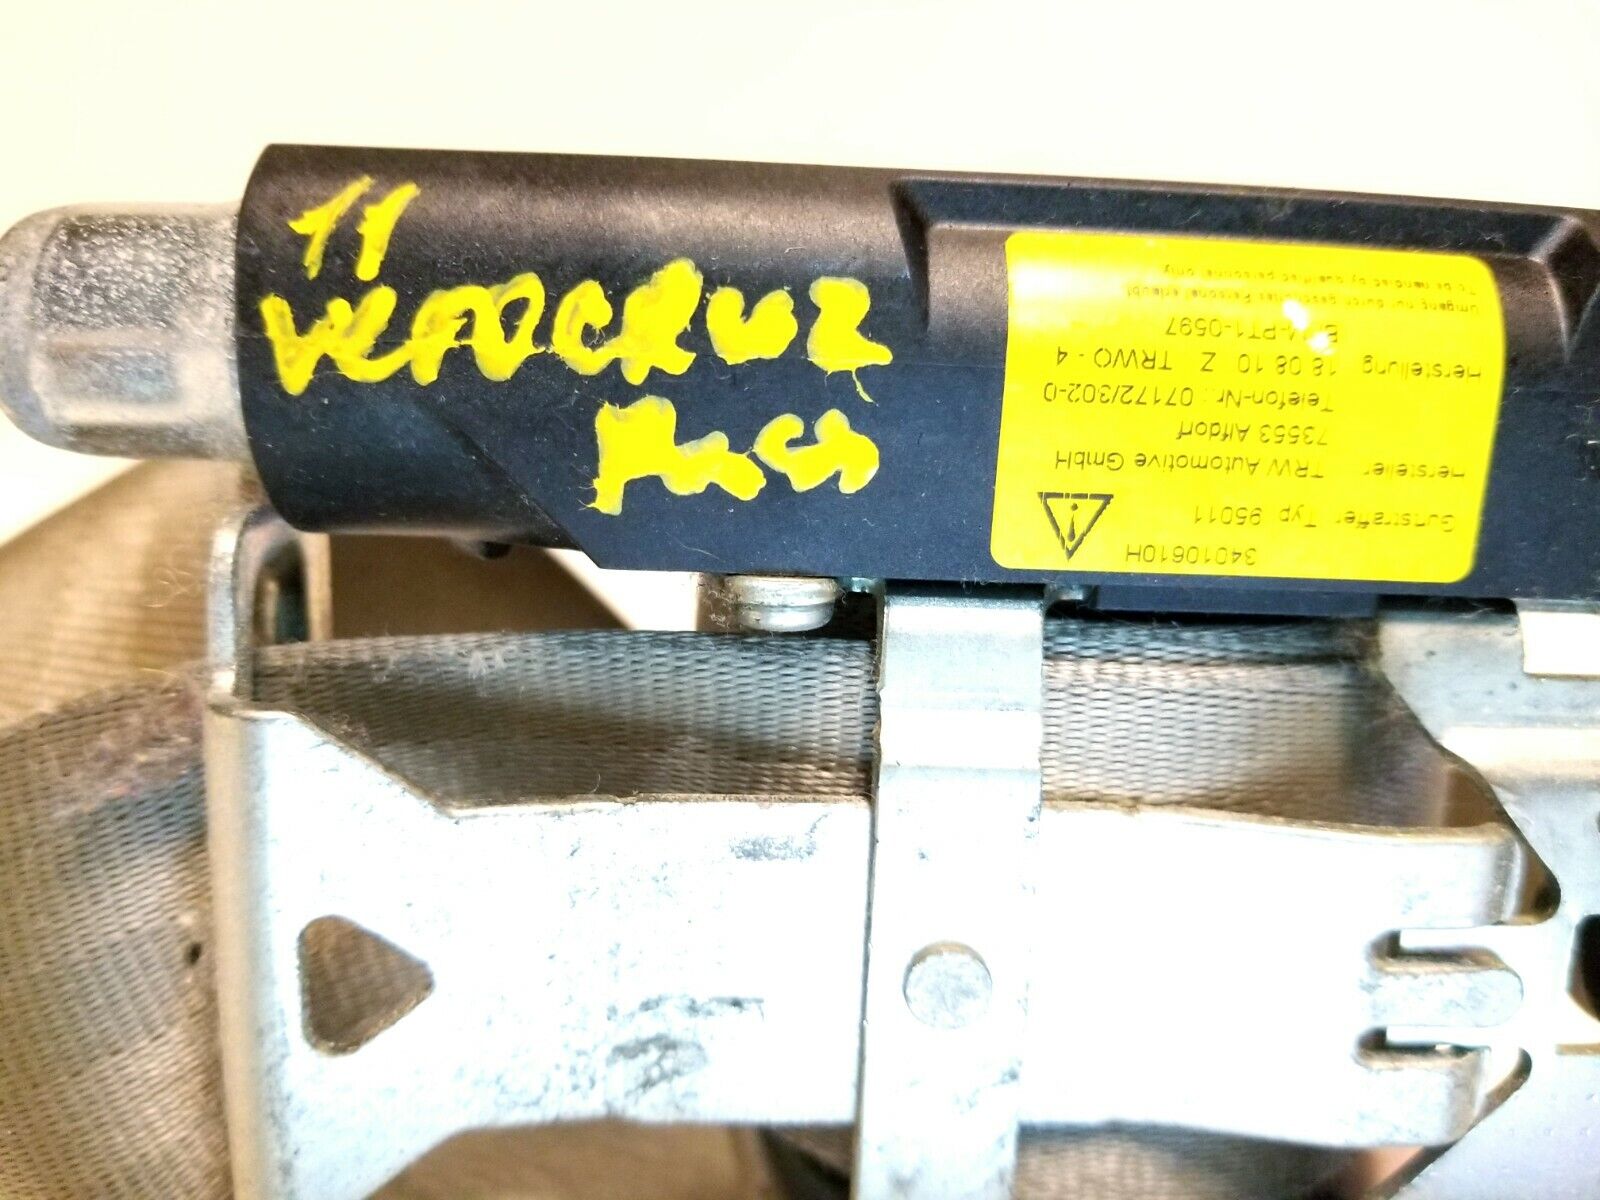 11
VERACRUZ
34010610H
Gurtstraffer Typ 95011
Hersteller TRW Automotive GmbH
73553 Alfdorf
Telefon-Nr.: 07172/302-0
Herstellung 18 08 10 Z TRWO - 4
-PT1-0597
Umgang nur durch geschultes Personal erlaubt
To be handled by qualified personnel only.